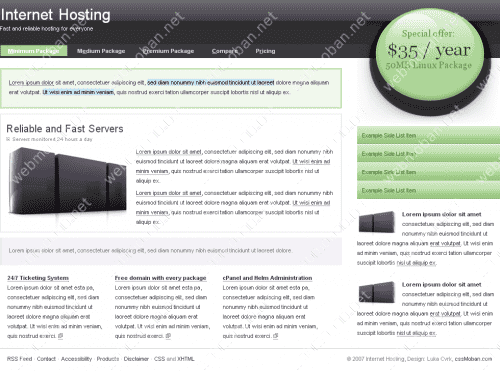 Internet Hosting
Fast and reliable hosting for everyone
Minimum Package Medium Package Premium Package Compare Pricing
Special offer:
$35 / year
50Mb Linux Package
Lorem ipsum dolor sit amet, consectetuer adipiscing elit, sed diam nonummy nibh euismod tincidunt ut laoreet dolore magna aliquam
erat volutpat. Ut wisi enim ad minim veniam, quis nostrud exerci tation ullamcorper suscipit lobortis nisl ut aliquip ex.
Reliable and Fast Servers
Servers monitored 24 hours a day
Lorem ipsum dolor sit amet, consectetuer adipiscing elit, sed diam nonummy nibh
euismod tincidunt ut laoreet dolore magna aliquam erat volutpat. Ut wisi enim ad
minim veniam, quis nostrud exerci tation ullamcorper suscipit lobortis nisl ut
aliquip ex.
Lorem ipsum dolor sit amet, consectetuer adipiscing elit, sed diam nonummy nibh
euismod tincidunt ut laoreet dolore magna aliquam erat volutpat. Ut wisi enim ad
minim veniam, quis nostrud exerci tation ullamcorper suscipit lobortis nisl ut
aliquip ex.
Lorem ipsum dolor sit amet, consectetuer adipiscing elit, sed diam nonummy nibh euismod tincidunt ut laoreet dolore
24/7 Ticketing System
Lorem ipsum dolor sit amet esta pa,
consectetuer adipiscing elit, sed diam
nonummy nibh euismod tincidunt ut
laoreet dolore magna aliquam erat
volutpat. Ut wisi enim ad minim veniam,
quis nostrud exerci.
Free domain with every package
Lorem ipsum dolor sit amet esta pa,
consectetuer adipiscing elit, sed diam
nonummy nibh euismod tincidunt ut
laoreet dolore magna aliquam erat
volutpat. Ut wisi enim ad minim veniam,
quis nostrud exerci.
cPanel and Helm Administration
Lorem ipsum dolor sit amet esta pa,
consectetuer adipiscing elit, sed diam
nonummy nibh euismod tincidunt ut
laoreet dolore magna aliquam erat
volutpat. Ut wisi enim ad minim veniam,
quis nostrud exerci.
Example Side List Item
Example Side List Item
Example Side List Item
Example Side List Item
Lorem ipsum dolor sit amet,
consectetuer adipiscing elit, sed diam
nonummy nibh euismod tincidunt ut
laoreet dolore magna aliquam erat volutpat. Ut wisi enim
ad minim veniam, quis nostrud exerci tation ullamcorper
suscipit lobortis nisl ut aliquip ex.
Lorem ipsum dolor sit amet,
consectetuer adipiscing elit, sed diam
nonummy nibh euismod tincidunt ut
laoreet dolore magna aliquam erat volutpat. Ut wisi enim
ad minim veniam, quis nostrud exerci tation ullamcorper
suscipit lobortis nisl ut aliquip ex.
RSS Feed · Contact · Accessibility · Products · Disclaimer · CSS and XHTML
© 2007 Internet Hosting, Design: Luka Cvrk, cssMoban.com